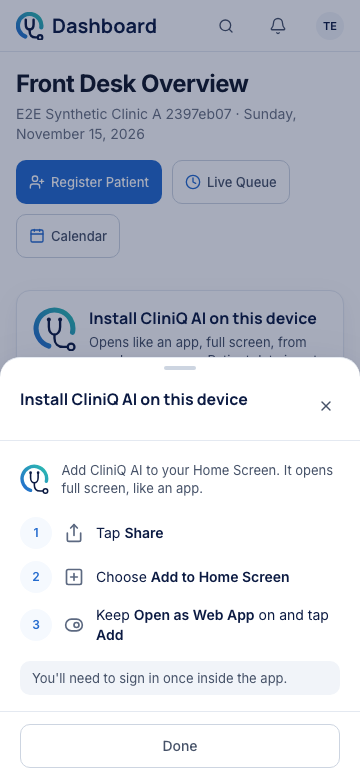 Dashboard
TE
Front Desk Overview
E2E Synthetic Clinic A 2397eb07 · Sunday,
November 15, 2026
Register Patient
Live Queue
Calendar
Install CliniQ AI on this device
Opens like an app, full screen, from
Install CliniQ AI on this device
Add CliniQ AI to your Home Screen. It opens
full screen, like an app.
1 Tap Share
2 Choose Add to Home Screen
3 Keep Open as Web App on and tap
Add
You'll need to sign in once inside the app.
Done